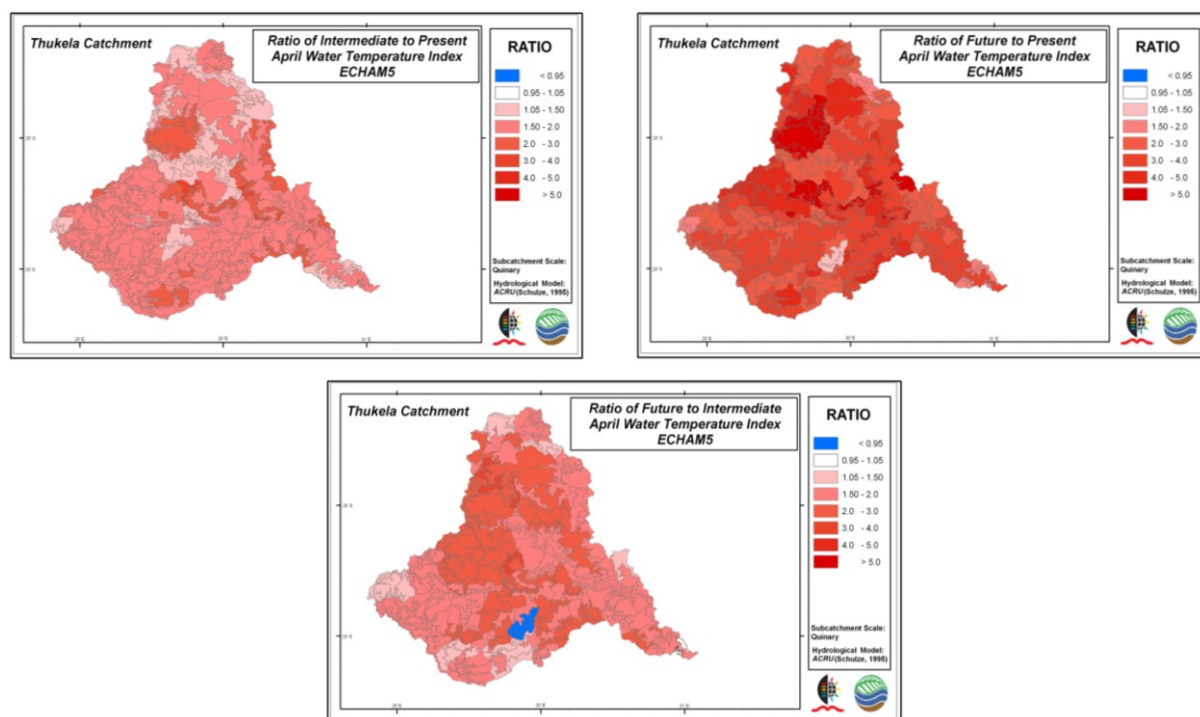 Thukela Catchment
Ratio of Intermediate to Present
April Water Temperature Index
ECHAM5
RATIO
< 0.95
0.95 - 1.05
1.05 - 1.50
1.50 - 2.0
2.0 - 3.0
3.0 - 4.0
4.0 - 5.0
> 5.0
Subcatchment Scale:
Quinary
Hydrological Model:
ACRU (Schulze, 1995)
Thukela Catchment
Ratio of Future to Present
April Water Temperature Index
ECHAM5
RATIO
< 0.95
0.95 - 1.05
1.05 - 1.50
1.50 - 2.0
2.0 - 3.0
3.0 - 4.0
4.0 - 5.0
> 5.0
Subcatchment Scale:
Quinary
Hydrological Model:
ACRU (Schulze, 1995)
Thukela Catchment
Ratio of Future to Intermediate
April Water Temperature Index
ECHAM5
RATIO
< 0.95
0.95 - 1.05
1.05 - 1.50
1.50 - 2.0
2.0 - 3.0
3.0 - 4.0
4.0 - 5.0
> 5.0
Subcatchment Scale:
Quinary
Hydrological Model:
ACRU (Schulze, 1995)